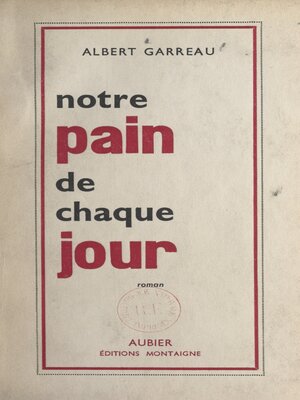 ALBERT GARREAU
notre
pain
de
chaque
jour
roman
AUBIER
ÉDITIONS MONTAIGNE